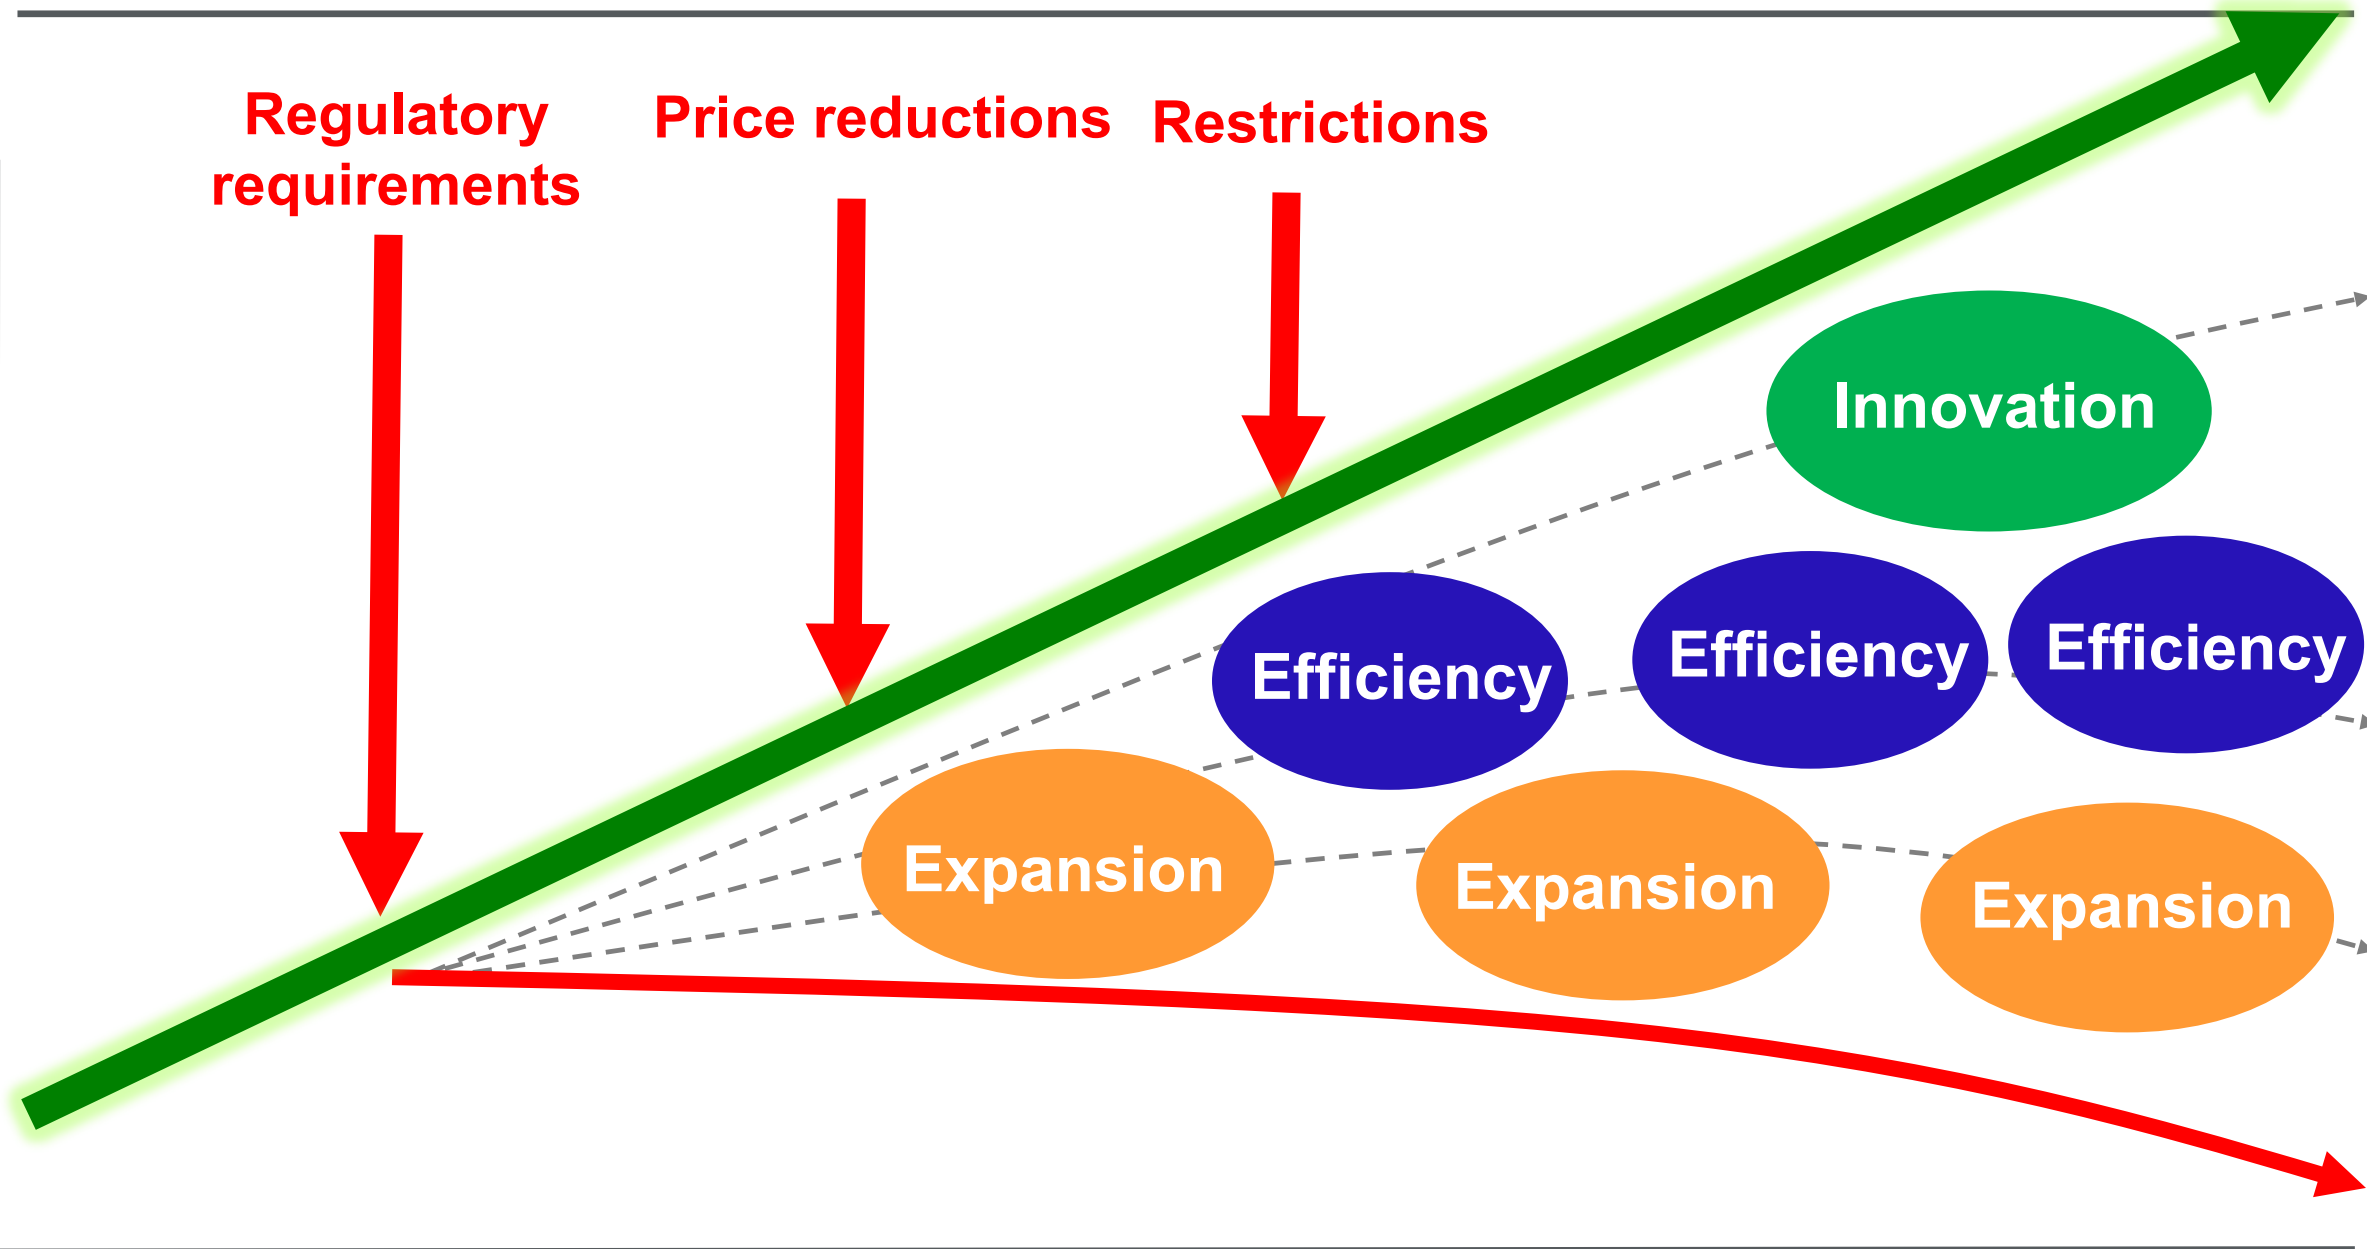 Regulatory
requirements
Price reductions
Restrictions
Innovation
Efficiency
Efficiency
Efficiency
Expansion
Expansion
Expansion